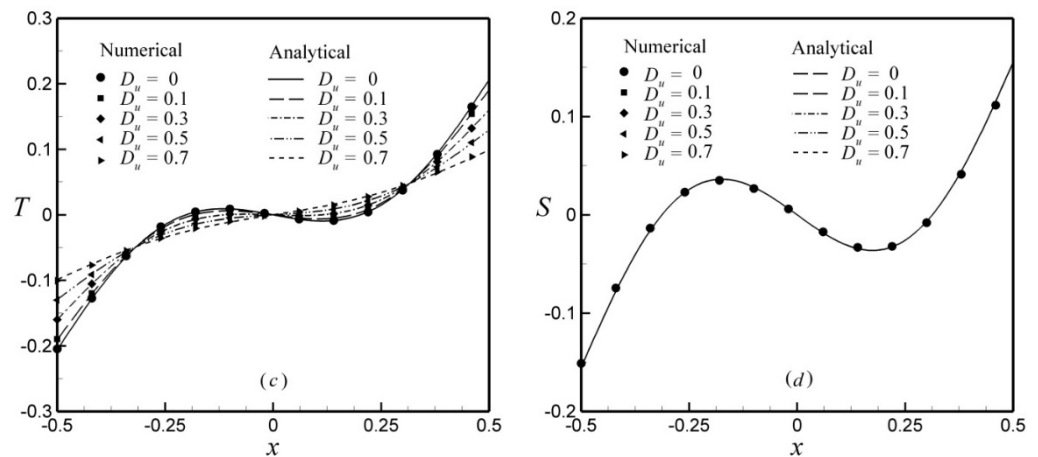 0.3
0.2
0.1
0
-0.1
-0.2
-0.3
T
Numerical
D_u = 0
D_u = 0.1
D_u = 0.3
D_u = 0.5
D_u = 0.7
Analytical
D_u = 0
D_u = 0.1
D_u = 0.3
D_u = 0.5
D_u = 0.7
(c)
-0.5
-0.25
0
0.25
0.5
x
0.2
0.1
0
-0.1
-0.2
S
Numerical
D_u = 0
D_u = 0.1
D_u = 0.3
D_u = 0.5
D_u = 0.7
Analytical
D_u = 0
D_u = 0.1
D_u = 0.3
D_u = 0.5
D_u = 0.7
(d)
-0.5
-0.25
0
0.25
0.5
x